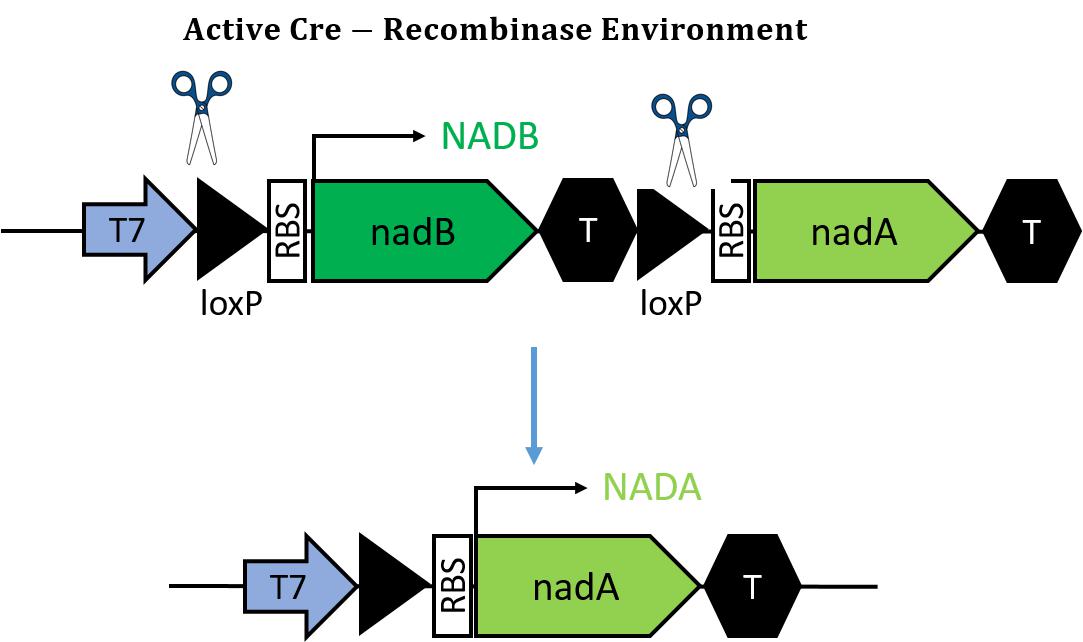 Active Cre − Recombinase Environment
NADB
T7 RBS nadB T RBS nadA T
loxP loxP
NADA
T7 RBS nadA T